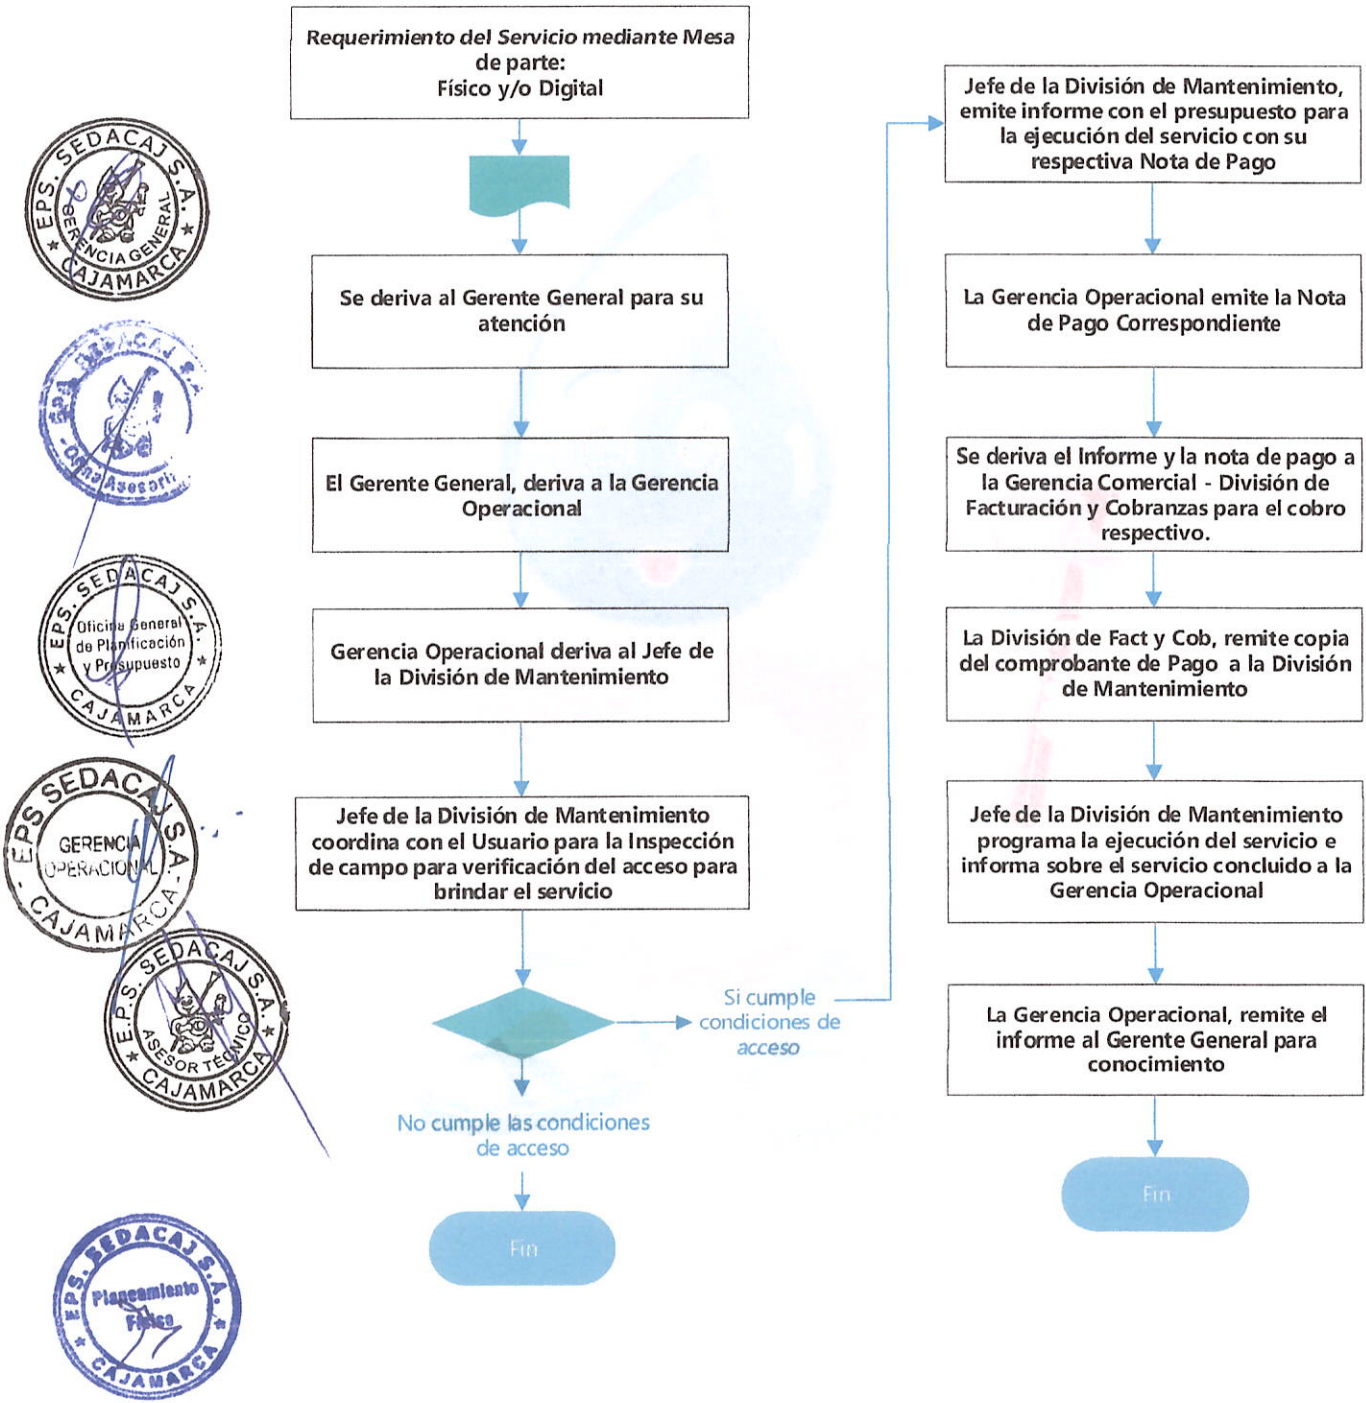 Requerimiento del Servicio mediante Mesa
de parte:
Físico y/o Digital
Se deriva al Gerente General para su
atención
El Gerente General, deriva a la Gerencia
Operacional
Gerencia Operacional deriva al Jefe de
la División de Mantenimiento
Jefe de la División de Mantenimiento
coordina con el Usuario para la Inspección
de campo para verificación del acceso para
brindar el servicio
Si cumple
condiciones de
acceso
No cumple las condiciones
de acceso
Fin
Jefe de la División de Mantenimiento,
emite informe con el presupuesto para
la ejecución del servicio con su
respectiva Nota de Pago
La Gerencia Operacional emite la Nota
de Pago Correspondiente
Se deriva el Informe y la nota de pago a
la Gerencia Comercial - División de
Facturación y Cobranzas para el cobro
respectivo.
La División de Fact y Cob, remite copia
del comprobante de Pago a la División
de Mantenimiento
Jefe de la División de Mantenimiento
programa la ejecución del servicio e
informa sobre el servicio concluido a la
Gerencia Operacional
La Gerencia Operacional, remite el
informe al Gerente General para
conocimiento
Fin
EPS. SEDACAJ S.A.
GERENCIA GENERAL
★ CAJAMARCA ★
EPS. SEDACAJ S.A.
EPS. SEDACAJ S.A.
Oficina General
de Planificación
y Presupuesto
★ CAJAMARCA ★
EPS SEDACAJ S.A.
GERENCIA
OPERACIONAL
- CAJAMARCA -
E.P.S. SEDACAJ S.A.
ASESOR TÉCNICO
★ CAJAMARCA ★
EPS. SEDACAJ S.A.
Planeamiento
Físico
★ CAJAMARCA ★